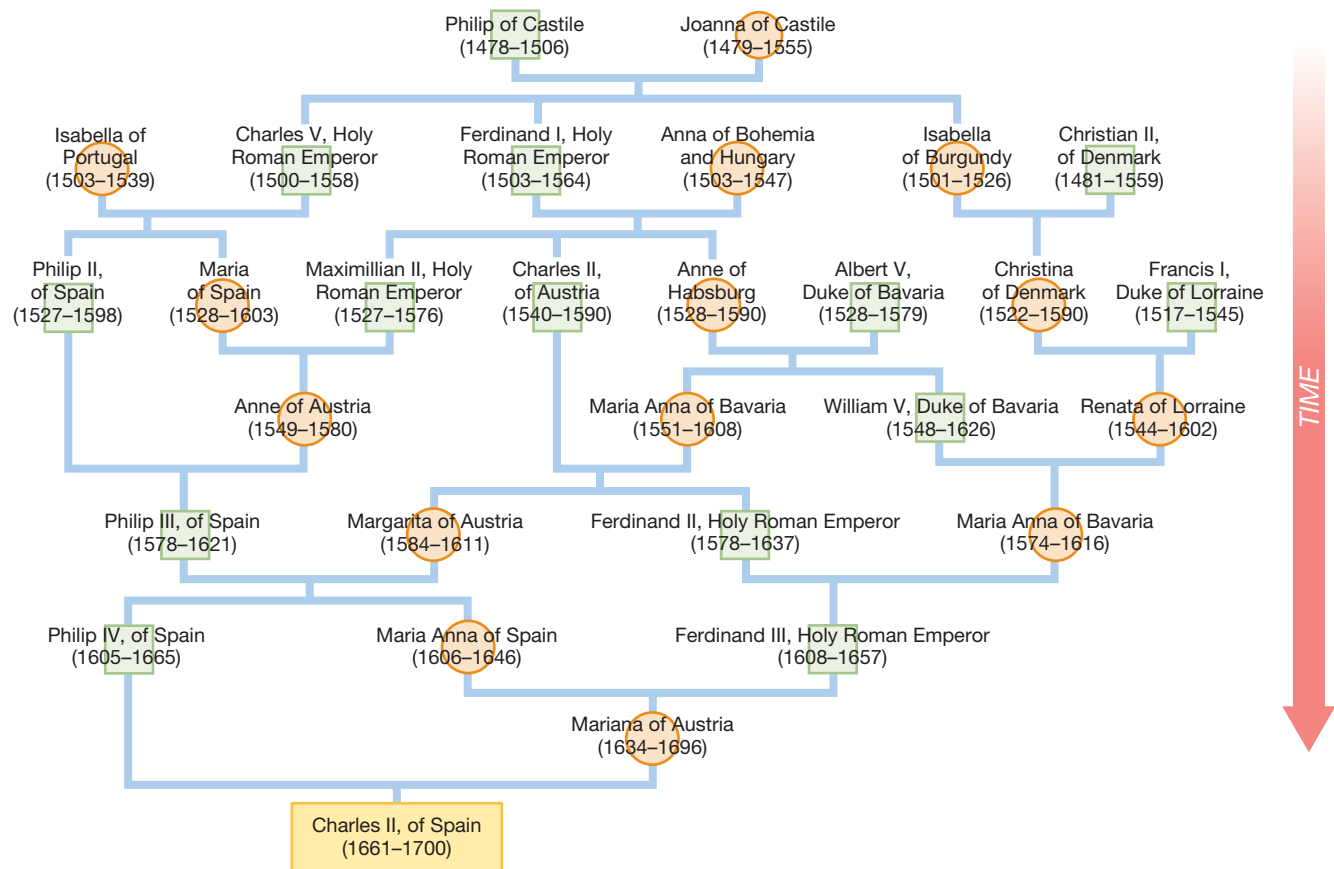 Philip of Castile
(1478–1506)
Joanna of Castile
(1479–1555)
Isabella of
Portugal
(1503–1539)
Charles V, Holy
Roman Emperor
(1500–1558)
Ferdinand I, Holy
Roman Emperor
(1503–1564)
Anna of Bohemia
and Hungary
(1503–1547)
Isabella
of Burgundy
(1501–1526)
Christian II,
of Denmark
(1481–1559)
Philip II,
of Spain
(1527–1598)
Maria
of Spain
(1528–1603)
Maximillian II, Holy
Roman Emperor
(1527–1576)
Charles II,
of Austria
(1540–1590)
Anne of
Habsburg
(1528–1590)
Albert V,
Duke of Bavaria
(1528–1579)
Christina
of Denmark
(1522–1590)
Francis I,
Duke of Lorraine
(1517–1545)
Anne of Austria
(1549–1580)
Maria Anna of Bavaria
(1551–1608)
William V, Duke of Bavaria
(1548–1626)
Renata of Lorraine
(1544–1602)
TIME
Philip III, of Spain
(1578–1621)
Margarita of Austria
(1584–1611)
Ferdinand II, Holy Roman Emperor
(1578–1637)
Maria Anna of Bavaria
(1574–1616)
Philip IV, of Spain
(1605–1665)
Maria Anna of Spain
(1606–1646)
Ferdinand III, Holy Roman Emperor
(1608–1657)
Mariana of Austria
(1634–1696)
Charles II, of Spain
(1661–1700)